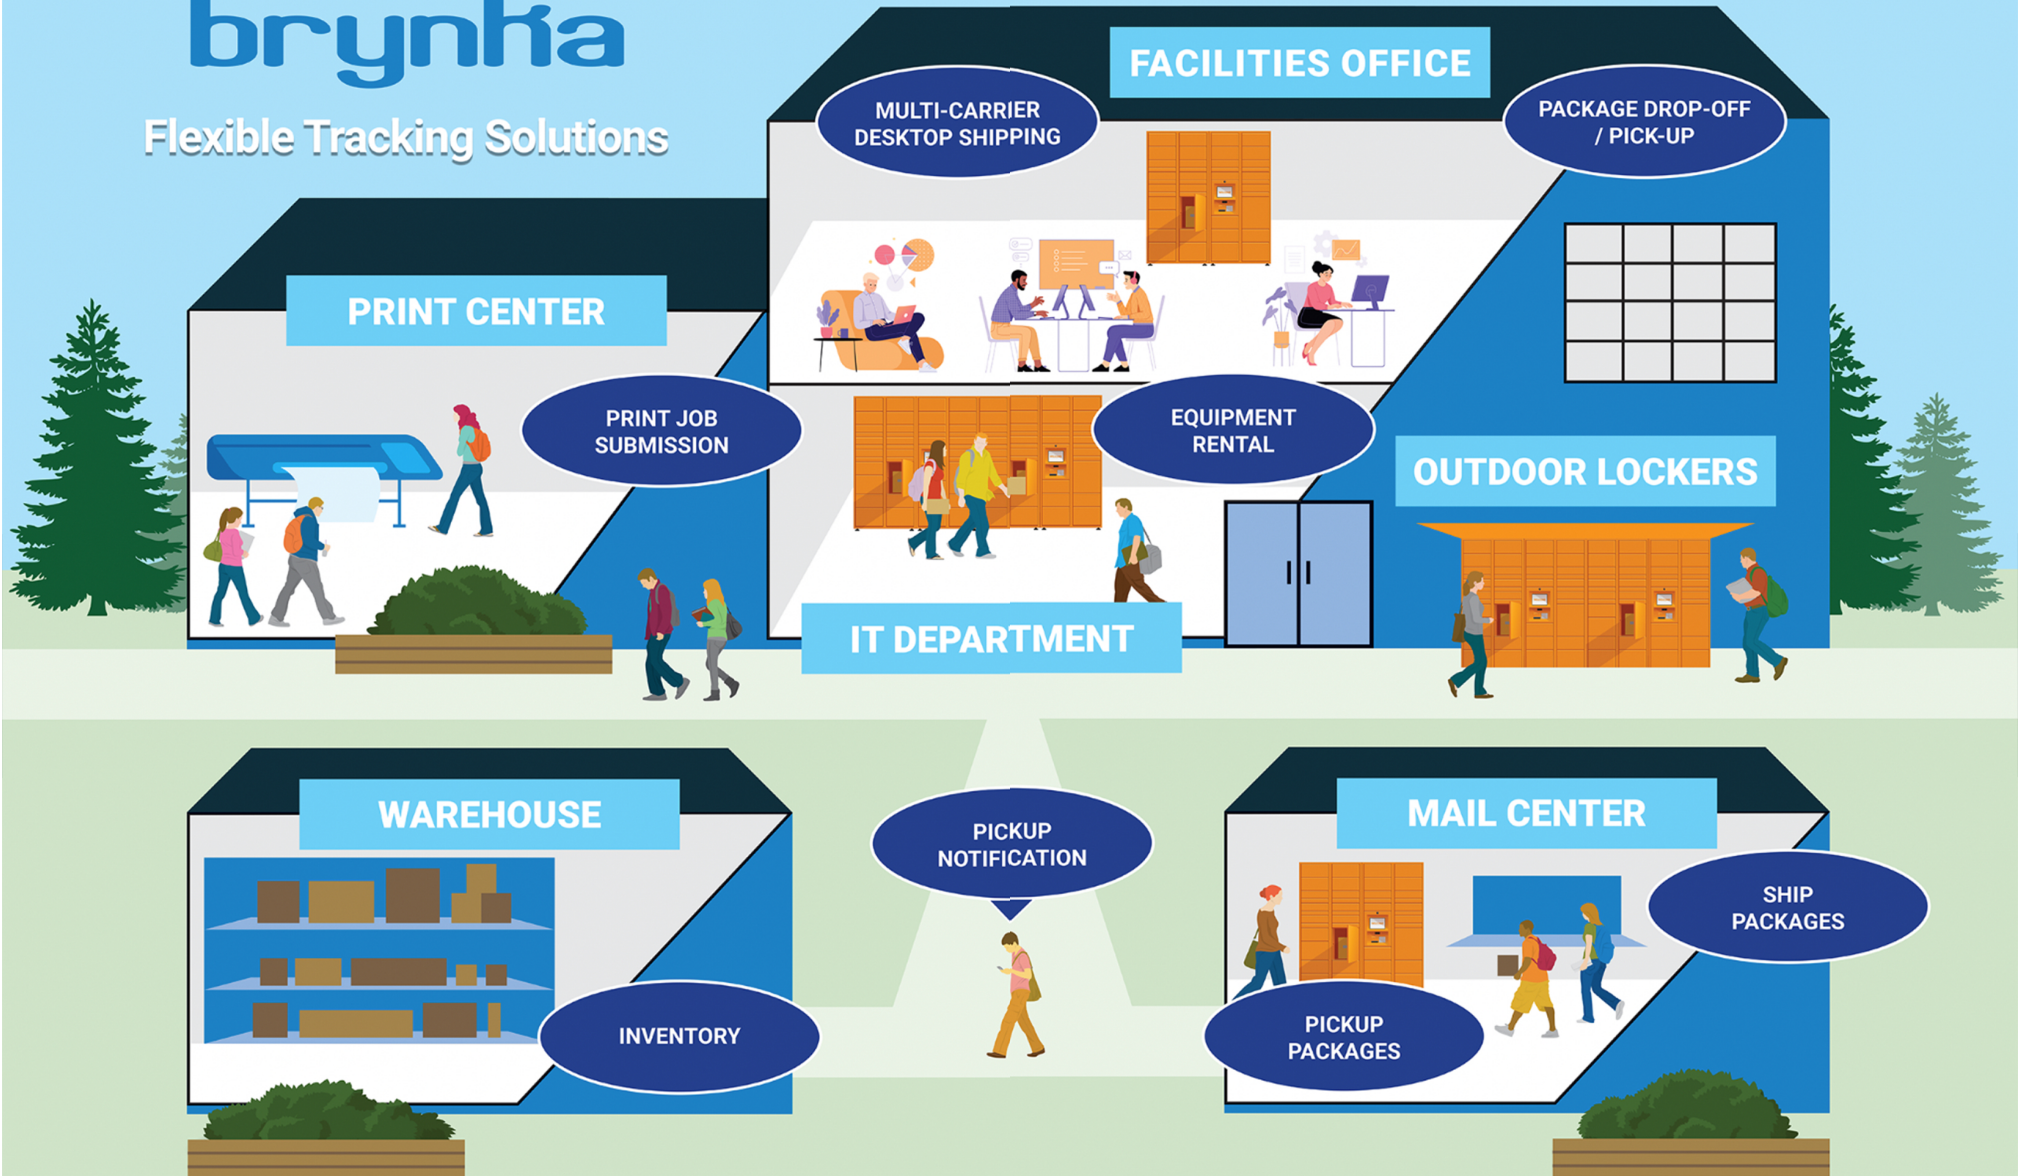 brynka
Flexible Tracking Solutions
FACILITIES OFFICE
MULTI-CARRIER
DESKTOP SHIPPING
PACKAGE DROP-OFF
/ PICK-UP
PRINT CENTER
PRINT JOB
SUBMISSION
EQUIPMENT
RENTAL
OUTDOOR LOCKERS
IT DEPARTMENT
WAREHOUSE
PICKUP
NOTIFICATION
MAIL CENTER
SHIP
PACKAGES
INVENTORY
PICKUP
PACKAGES